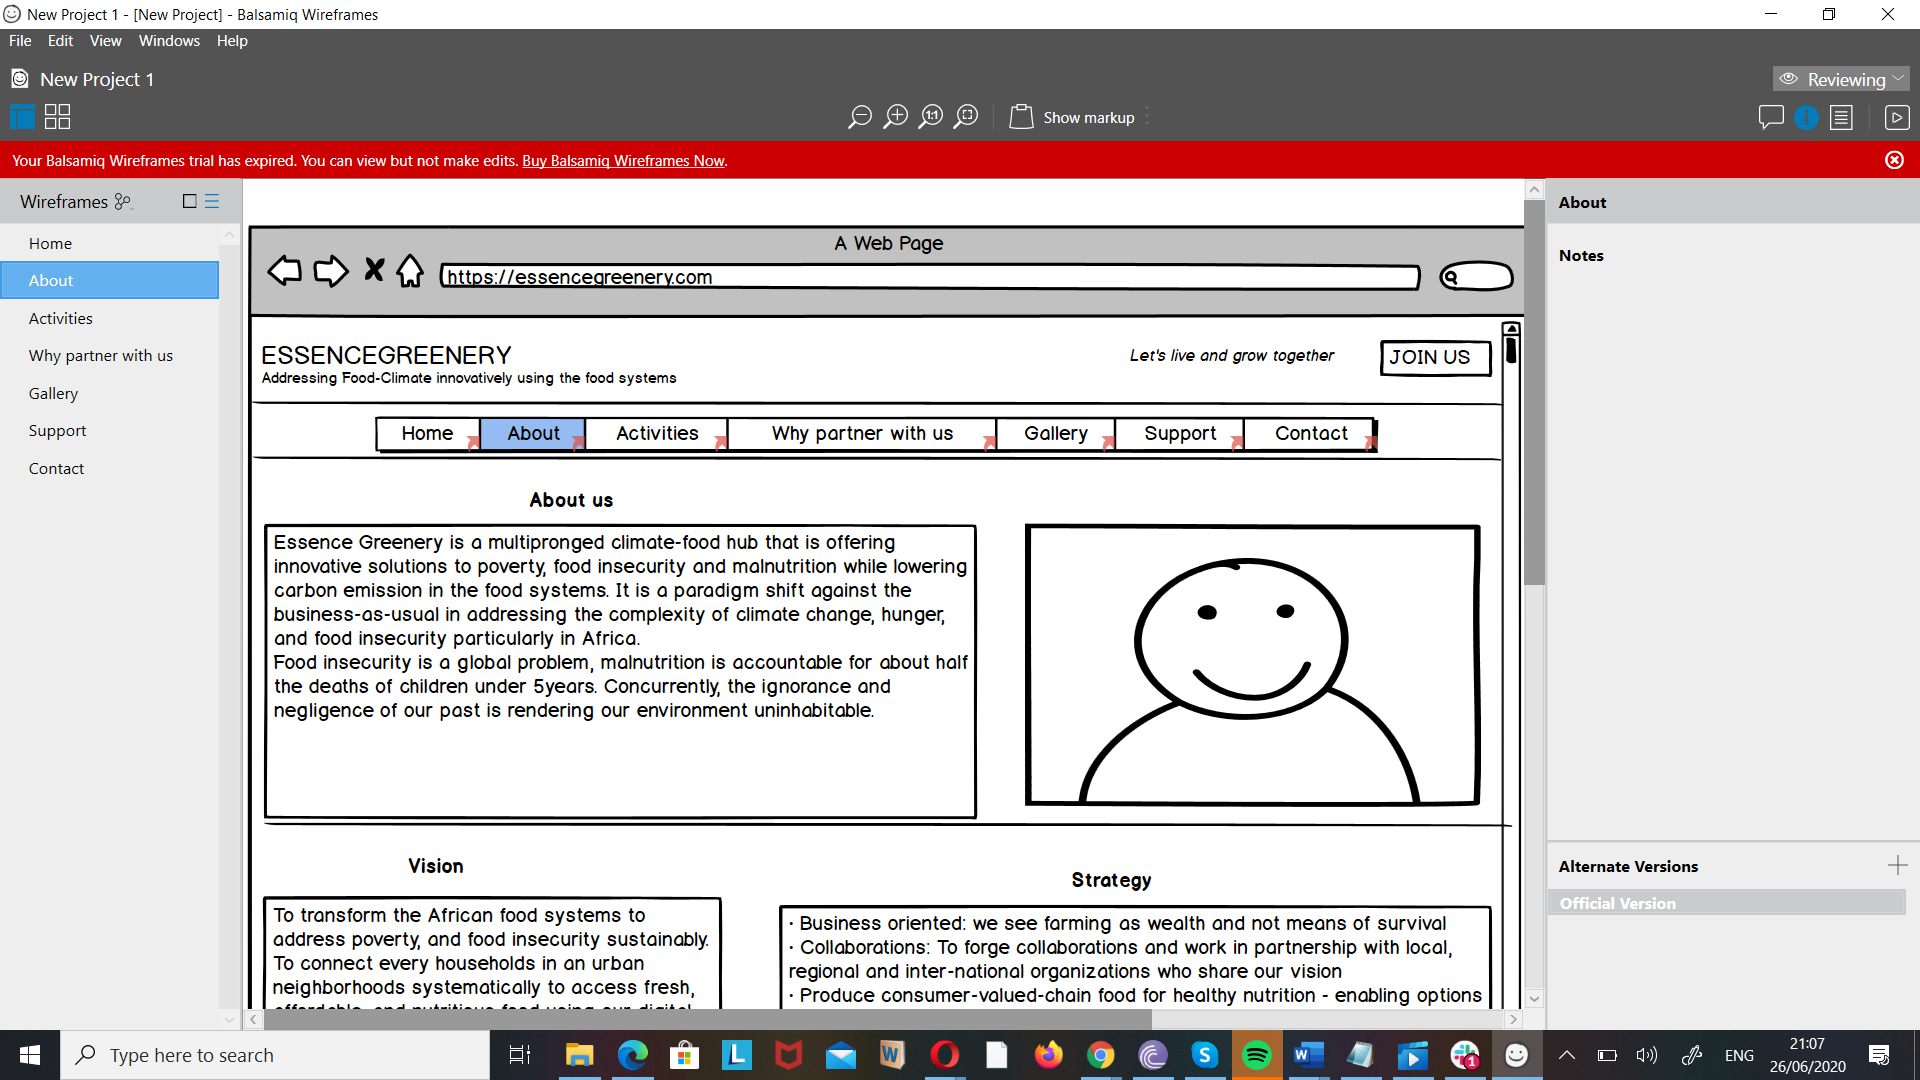 New Project 1 - [New Project] - Balsamiq Wireframes
File Edit View Windows Help
New Project 1
Reviewing
1:1
Show markup
Your Balsamiq Wireframes trial has expired. You can view but not make edits. Buy Balsamiq Wireframes Now.
Wireframes
Home
About
Activities
Why partner with us
Gallery
Support
Contact
A Web Page
https://essencegreenery.com
ESSENCEGREENERY
Addressing Food-Climate innovatively using the food systems
Let's live and grow together
JOIN US
Home About Activities Why partner with us Gallery Support Contact
About us
Essence Greenery is a multipronged climate-food hub that is offering
innovative solutions to poverty, food insecurity and malnutrition while lowering
carbon emission in the food systems. It is a paradigm shift against the
business-as-usual in addressing the complexity of climate change, hunger,
and food insecurity particularly in Africa.
Food insecurity is a global problem, malnutrition is accountable for about half
the deaths of children under 5years. Concurrently, the ignorance and
negligence of our past is rendering our environment uninhabitable.
Vision
To transform the African food systems to
address poverty, and food insecurity sustainably.
To connect every households in an urban
neighborhoods systematically to access fresh,
affordable, and nutritious food using our digital
Strategy
· Business oriented: we see farming as wealth and not means of survival
· Collaborations: To forge collaborations and work in partnership with local,
regional and inter-national organizations who share our vision
· Produce consumer-valued-chain food for healthy nutrition - enabling options
About
Notes
Alternate Versions
Official Version
Type here to search
ENG
21:07
26/06/2020
1